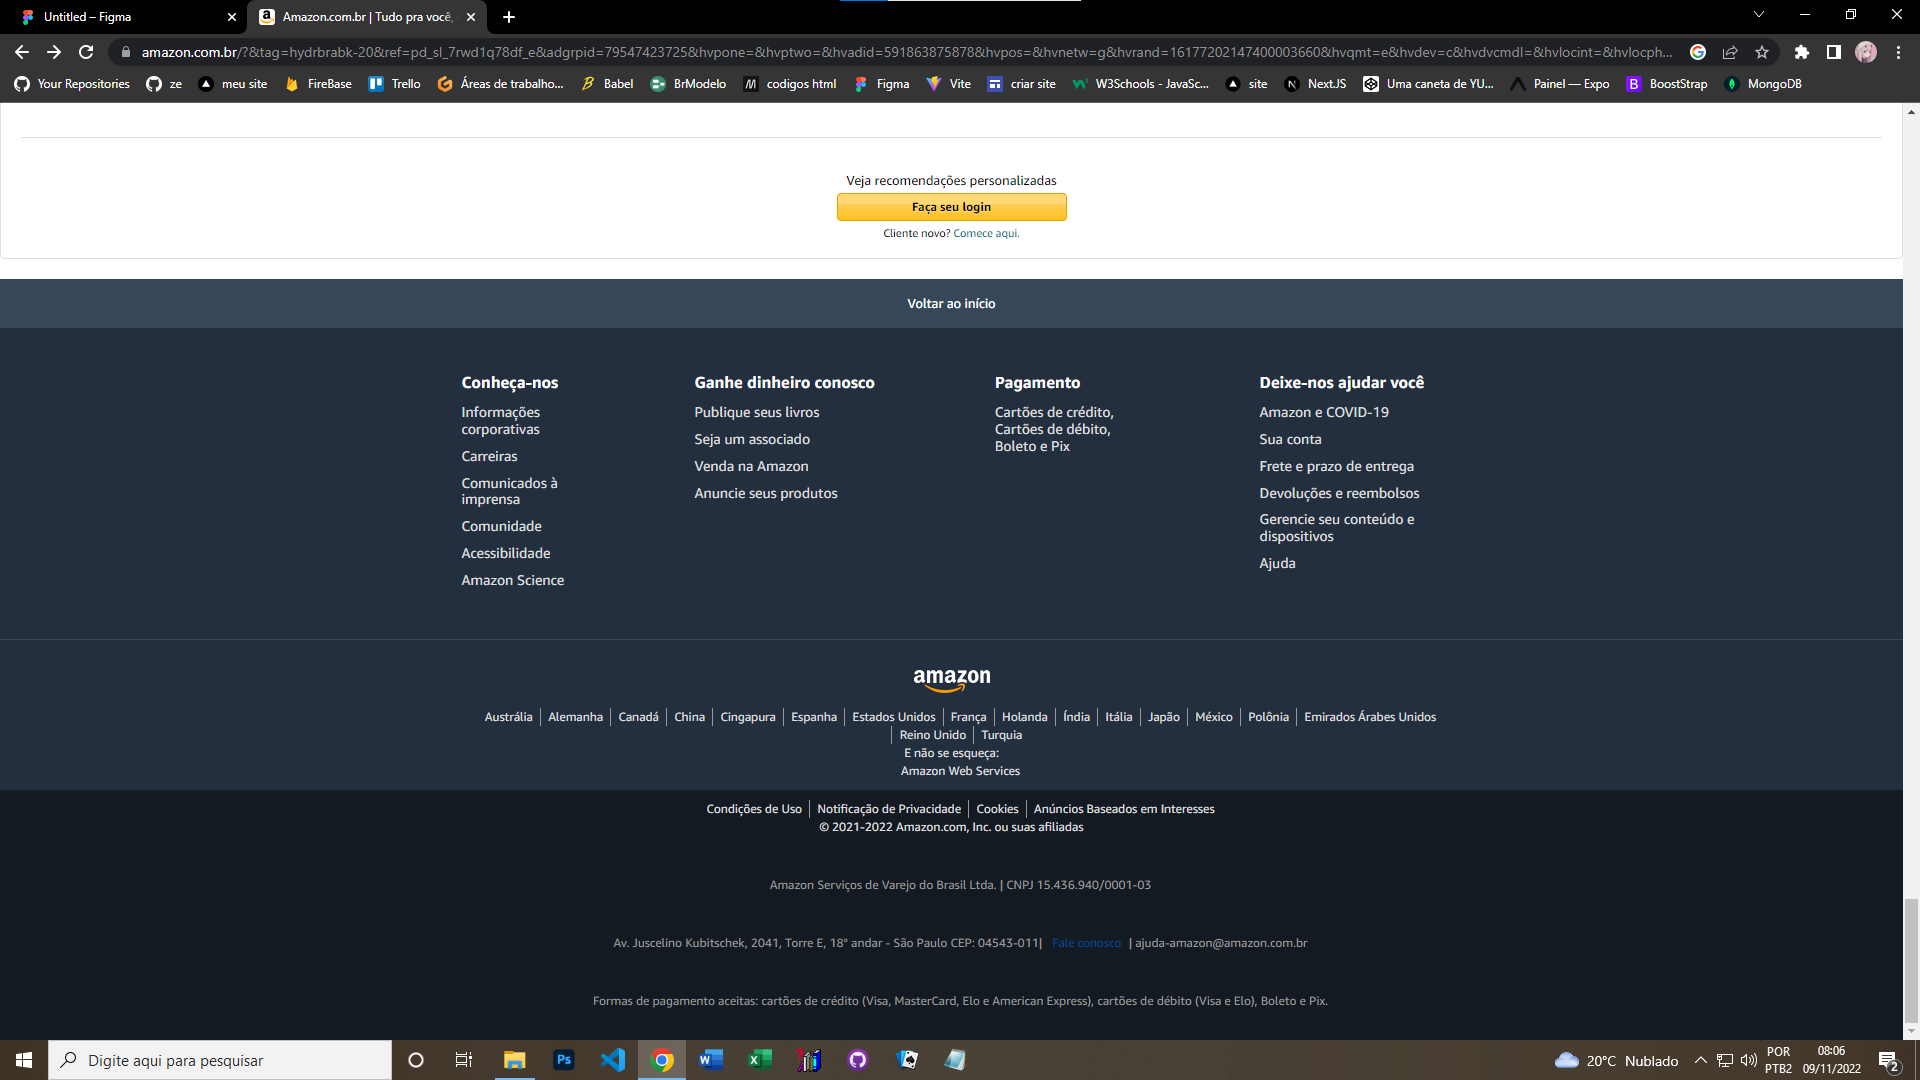 Untitled – Figma
Amazon.com.br | Tudo pra você,
amazon.com.br/?&tag=hydrbrabk-20&ref=pd_sl_7rwd1q78df_e&adgrpid=79547423725&hvpone=&hvptwo=&hvadid=591863875878&hvpos=&hvnetw=g&hvrand=16177202147400003660&hvqmt=e&hvdev=c&hvdvcmdl=&hvlocint=&hvlocph...
Your Repositories ze meu site FireBase Trello Áreas de trabalho... Babel BrModelo codigos html Figma Vite criar site W3Schools - JavaSc... site Next.JS Uma caneta de YU... Painel — Expo BoostStrap MongoDB
Veja recomendações personalizadas
Faça seu login
Cliente novo? Comece aqui.
Voltar ao início
Conheça-nos
Informações
corporativas
Carreiras
Comunicados à
imprensa
Comunidade
Acessibilidade
Amazon Science
Ganhe dinheiro conosco
Publique seus livros
Seja um associado
Venda na Amazon
Anuncie seus produtos
Pagamento
Cartões de crédito,
Cartões de débito,
Boleto e Pix
Deixe-nos ajudar você
Amazon e COVID-19
Sua conta
Frete e prazo de entrega
Devoluções e reembolsos
Gerencie seu conteúdo e
dispositivos
Ajuda
amazon
Austrália Alemanha Canadá China Cingapura Espanha Estados Unidos França Holanda Índia Itália Japão México Polônia Emirados Árabes Unidos
Reino Unido Turquia
E não se esqueça:
Amazon Web Services
Condições de Uso Notificação de Privacidade Cookies Anúncios Baseados em Interesses
© 2021-2022 Amazon.com, Inc. ou suas afiliadas
Amazon Serviços de Varejo do Brasil Ltda. | CNPJ 15.436.940/0001-03
Av. Juscelino Kubitschek, 2041, Torre E, 18° andar - São Paulo CEP: 04543-011| Fale conosco | ajuda-amazon@amazon.com.br
Formas de pagamento aceitas: cartões de crédito (Visa, MasterCard, Elo e American Express), cartões de débito (Visa e Elo), Boleto e Pix.
Digite aqui para pesquisar
Ps
20°C Nublado
POR
PTB2
08:06
09/11/2022
2